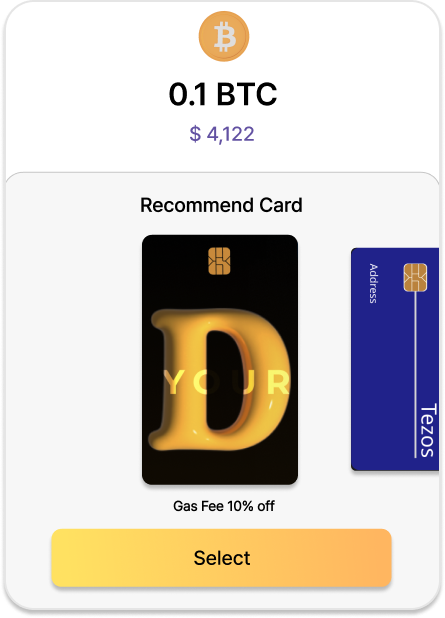 0.1 BTC
$ 4,122
Recommend Card
D
YOUR
Address
Tezos
Gas Fee 10% off
Select